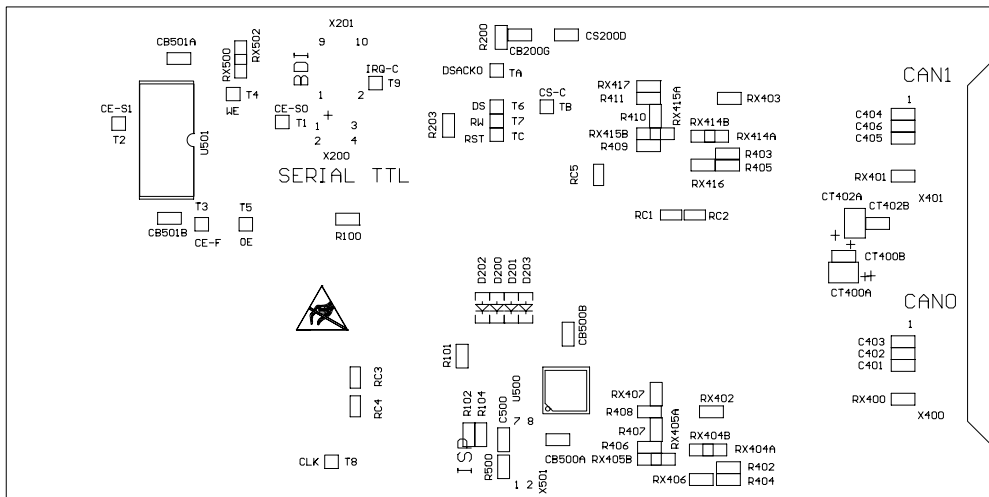 X201
9 10
BDI
IRQ-C
T9
1 2
CB501A
RX500
RX502
T4
WE
CE-S1
T2
U501
CE-S0
T1
1 3
2 4
X200
SERIAL TTL
T3
T5
CB501B
CE-F
OE
R100
R200
CB200G
CS200D
DSACK0
TA
CS-C
TB
R203
DS
T6
RW
T7
RST
TC
RX417
R411
R410
RX415A
RX403
RX415B
RX414B
RX414A
R409
R403
R405
RX416
RC5
RC1
RC2
CAN1
1
C404
C406
C405
RX401
X401
CT402A
CT402B
CT400B
CT400A
D202
D200
D201
D203
CB500B
CAN0
1
C403
C402
C401
RX400
X400
R101
RC3
RC4
CLK
T8
R102
R104
C500
U500
7 8
ISP
R500
1 2
X501
CB500A
RX407
R408
R407
RX405A
RX402
R406
RX405B
RX404B
RX404A
R402
R404
RX406